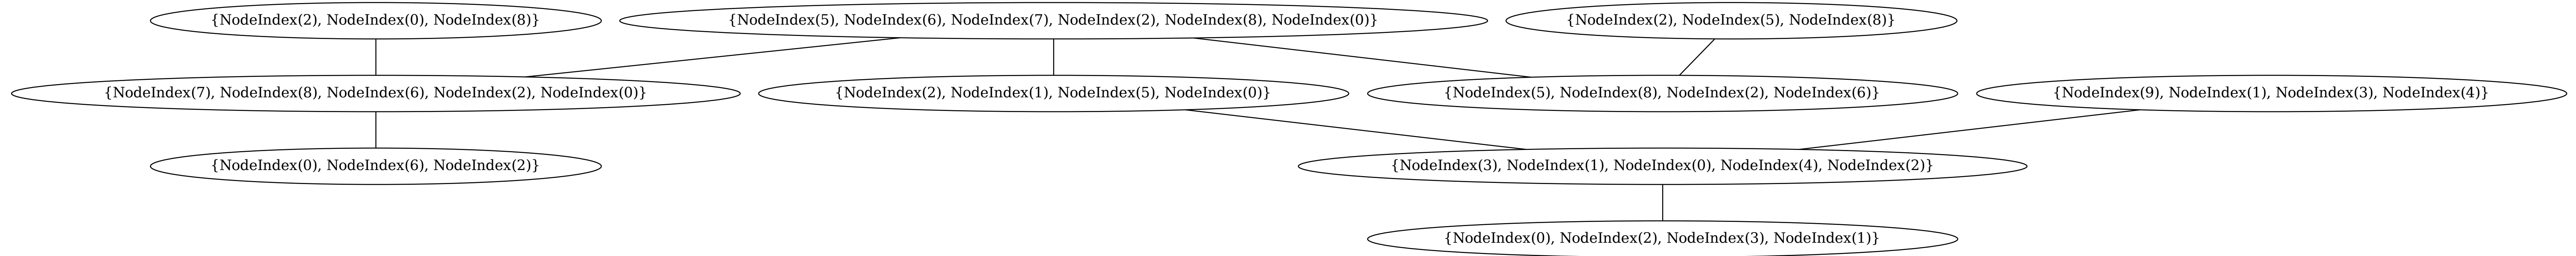 {NodeIndex(2), NodeIndex(0), NodeIndex(8)}
{NodeIndex(5), NodeIndex(6), NodeIndex(7), NodeIndex(2), NodeIndex(8), NodeIndex(0)}
{NodeIndex(2), NodeIndex(5), NodeIndex(8)}
{NodeIndex(7), NodeIndex(8), NodeIndex(6), NodeIndex(2), NodeIndex(0)}
{NodeIndex(2), NodeIndex(1), NodeIndex(5), NodeIndex(0)}
{NodeIndex(5), NodeIndex(8), NodeIndex(2), NodeIndex(6)}
{NodeIndex(9), NodeIndex(1), NodeIndex(3), NodeIndex(4)}
{NodeIndex(0), NodeIndex(6), NodeIndex(2)}
{NodeIndex(3), NodeIndex(1), NodeIndex(0), NodeIndex(4), NodeIndex(2)}
{NodeIndex(0), NodeIndex(2), NodeIndex(3), NodeIndex(1)}